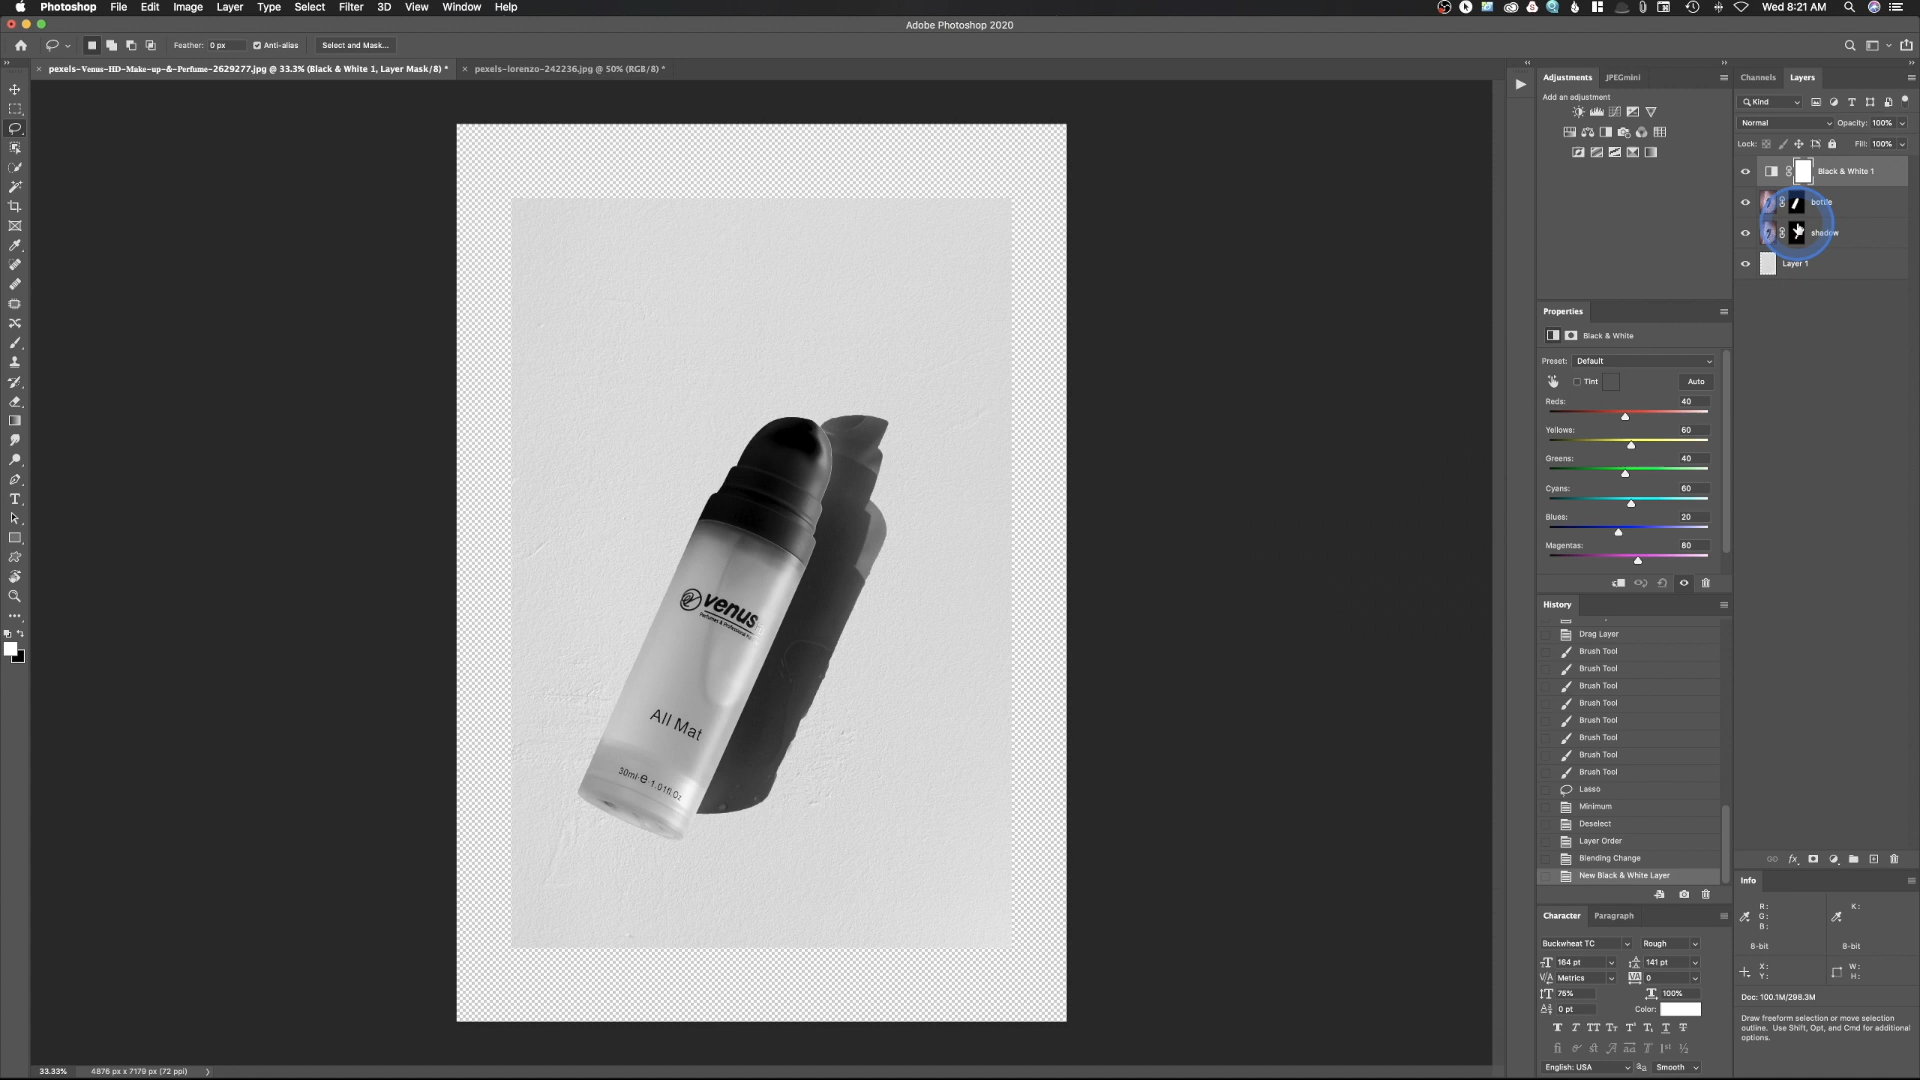 Photoshop File Edit Image Layer Type Select Filter 3D View Window Help
Wed 8:21 AM
Adobe Photoshop 2020
Feather: 0 px Anti-alias Select and Mask...
pexels-Venus-HD-Make-up-&-Perfume-2629277.jpg @ 33.3% (Black & White 1, Layer Mask/8) *
pexels-lorenzo-242236.jpg @ 50% (RGB/8) *
Adjustments JPEGmini
Add an adjustment
Channels Layers
Kind
Normal Opacity: 100%
Lock: Fill: 100%
Black & White 1
bottle
shadow
Layer 1
Properties
Black & White
Preset: Default
Tint Auto
Reds: 40
Yellows: 60
Greens: 40
Cyans: 60
Blues: 20
Magentas: 80
History
Drag Layer
Brush Tool
Brush Tool
Brush Tool
Brush Tool
Brush Tool
Brush Tool
Brush Tool
Brush Tool
Lasso
Minimum
Deselect
Layer Order
Blending Change
New Black & White Layer
Info
R:
G:
B:
K:
8-bit 8-bit
X:
Y:
W:
H:
Doc: 100.1M/298.3M
Draw freeform selection or move selection
outline. Use Shift, Opt, and Cmd for additional
options.
Character Paragraph
Buckwheat TC Rough
164 pt 141 pt
Metrics 0
76% 100%
0 pt Color:
English: USA aa Smooth
venus
Perfumes & Professional
All Mat
30ml e 1.01fl.Oz
33.33% 4876 px x 7179 px (72 ppi)